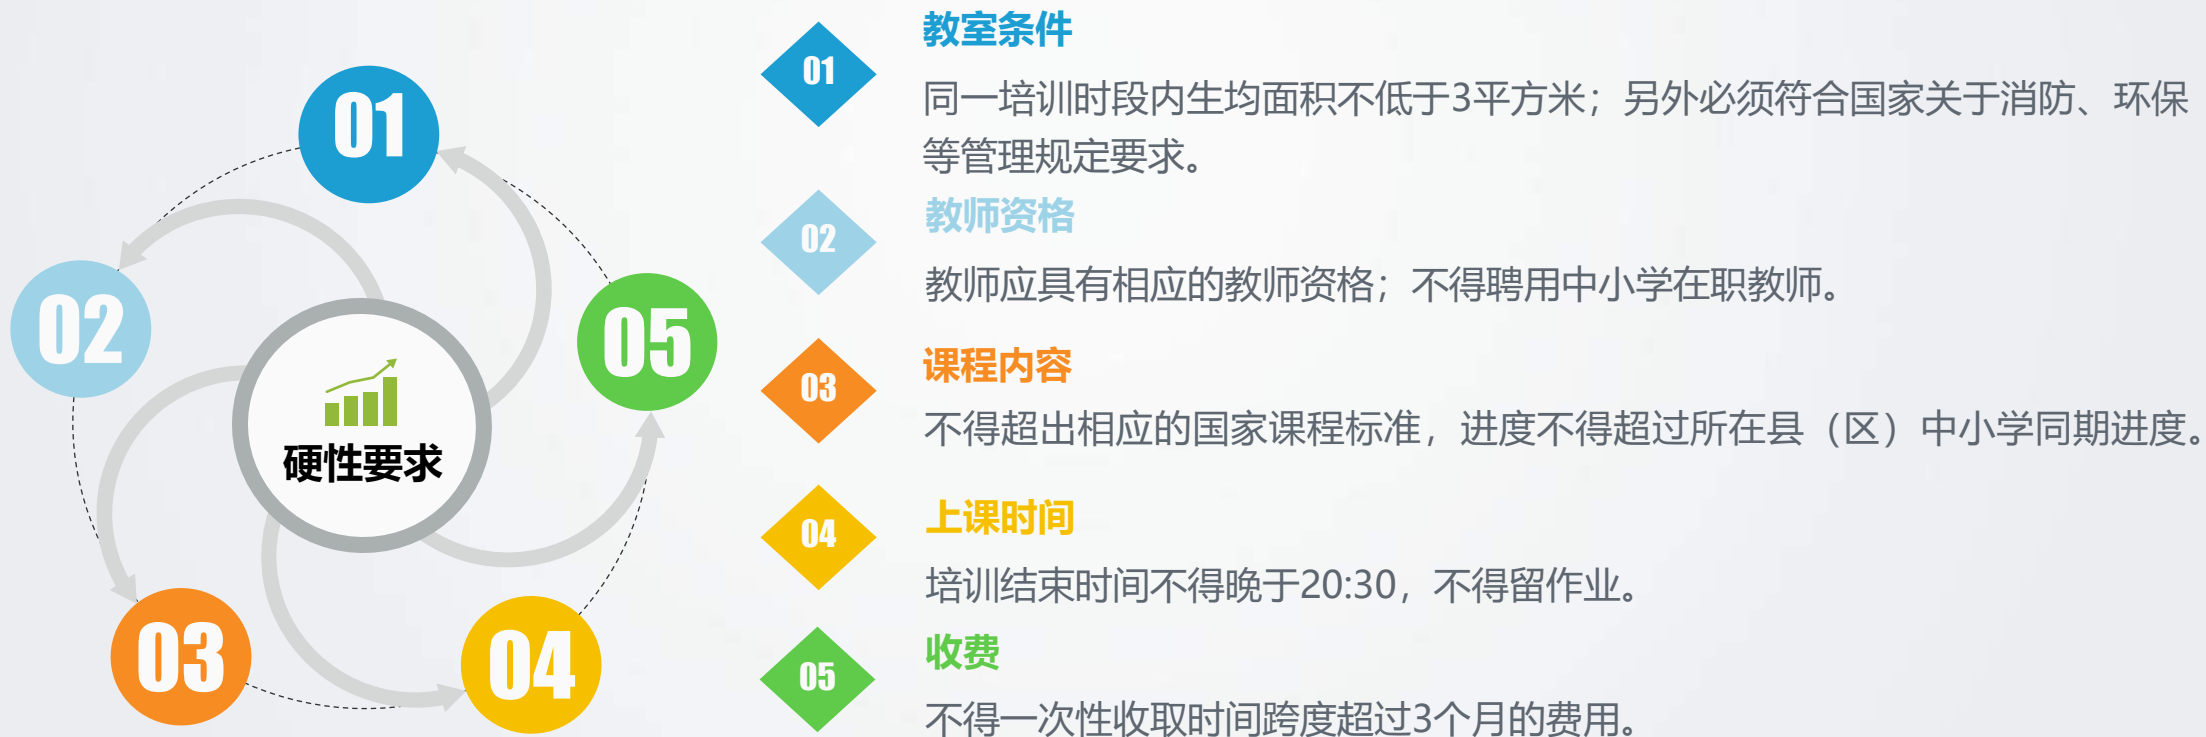 01
02
03
04
05
硬性要求
01
教室条件
同一培训时段内生均面积不低于3平方米；另外必须符合国家关于消防、环保
等管理规定要求。
02
教师资格
教师应具有相应的教师资格；不得聘用中小学在职教师。
03
课程内容
不得超出相应的国家课程标准，进度不得超过所在县（区）中小学同期进度。
04
上课时间
培训结束时间不得晚于20:30，不得留作业。
05
收费
不得一次性收取时间跨度超过3个月的费用。